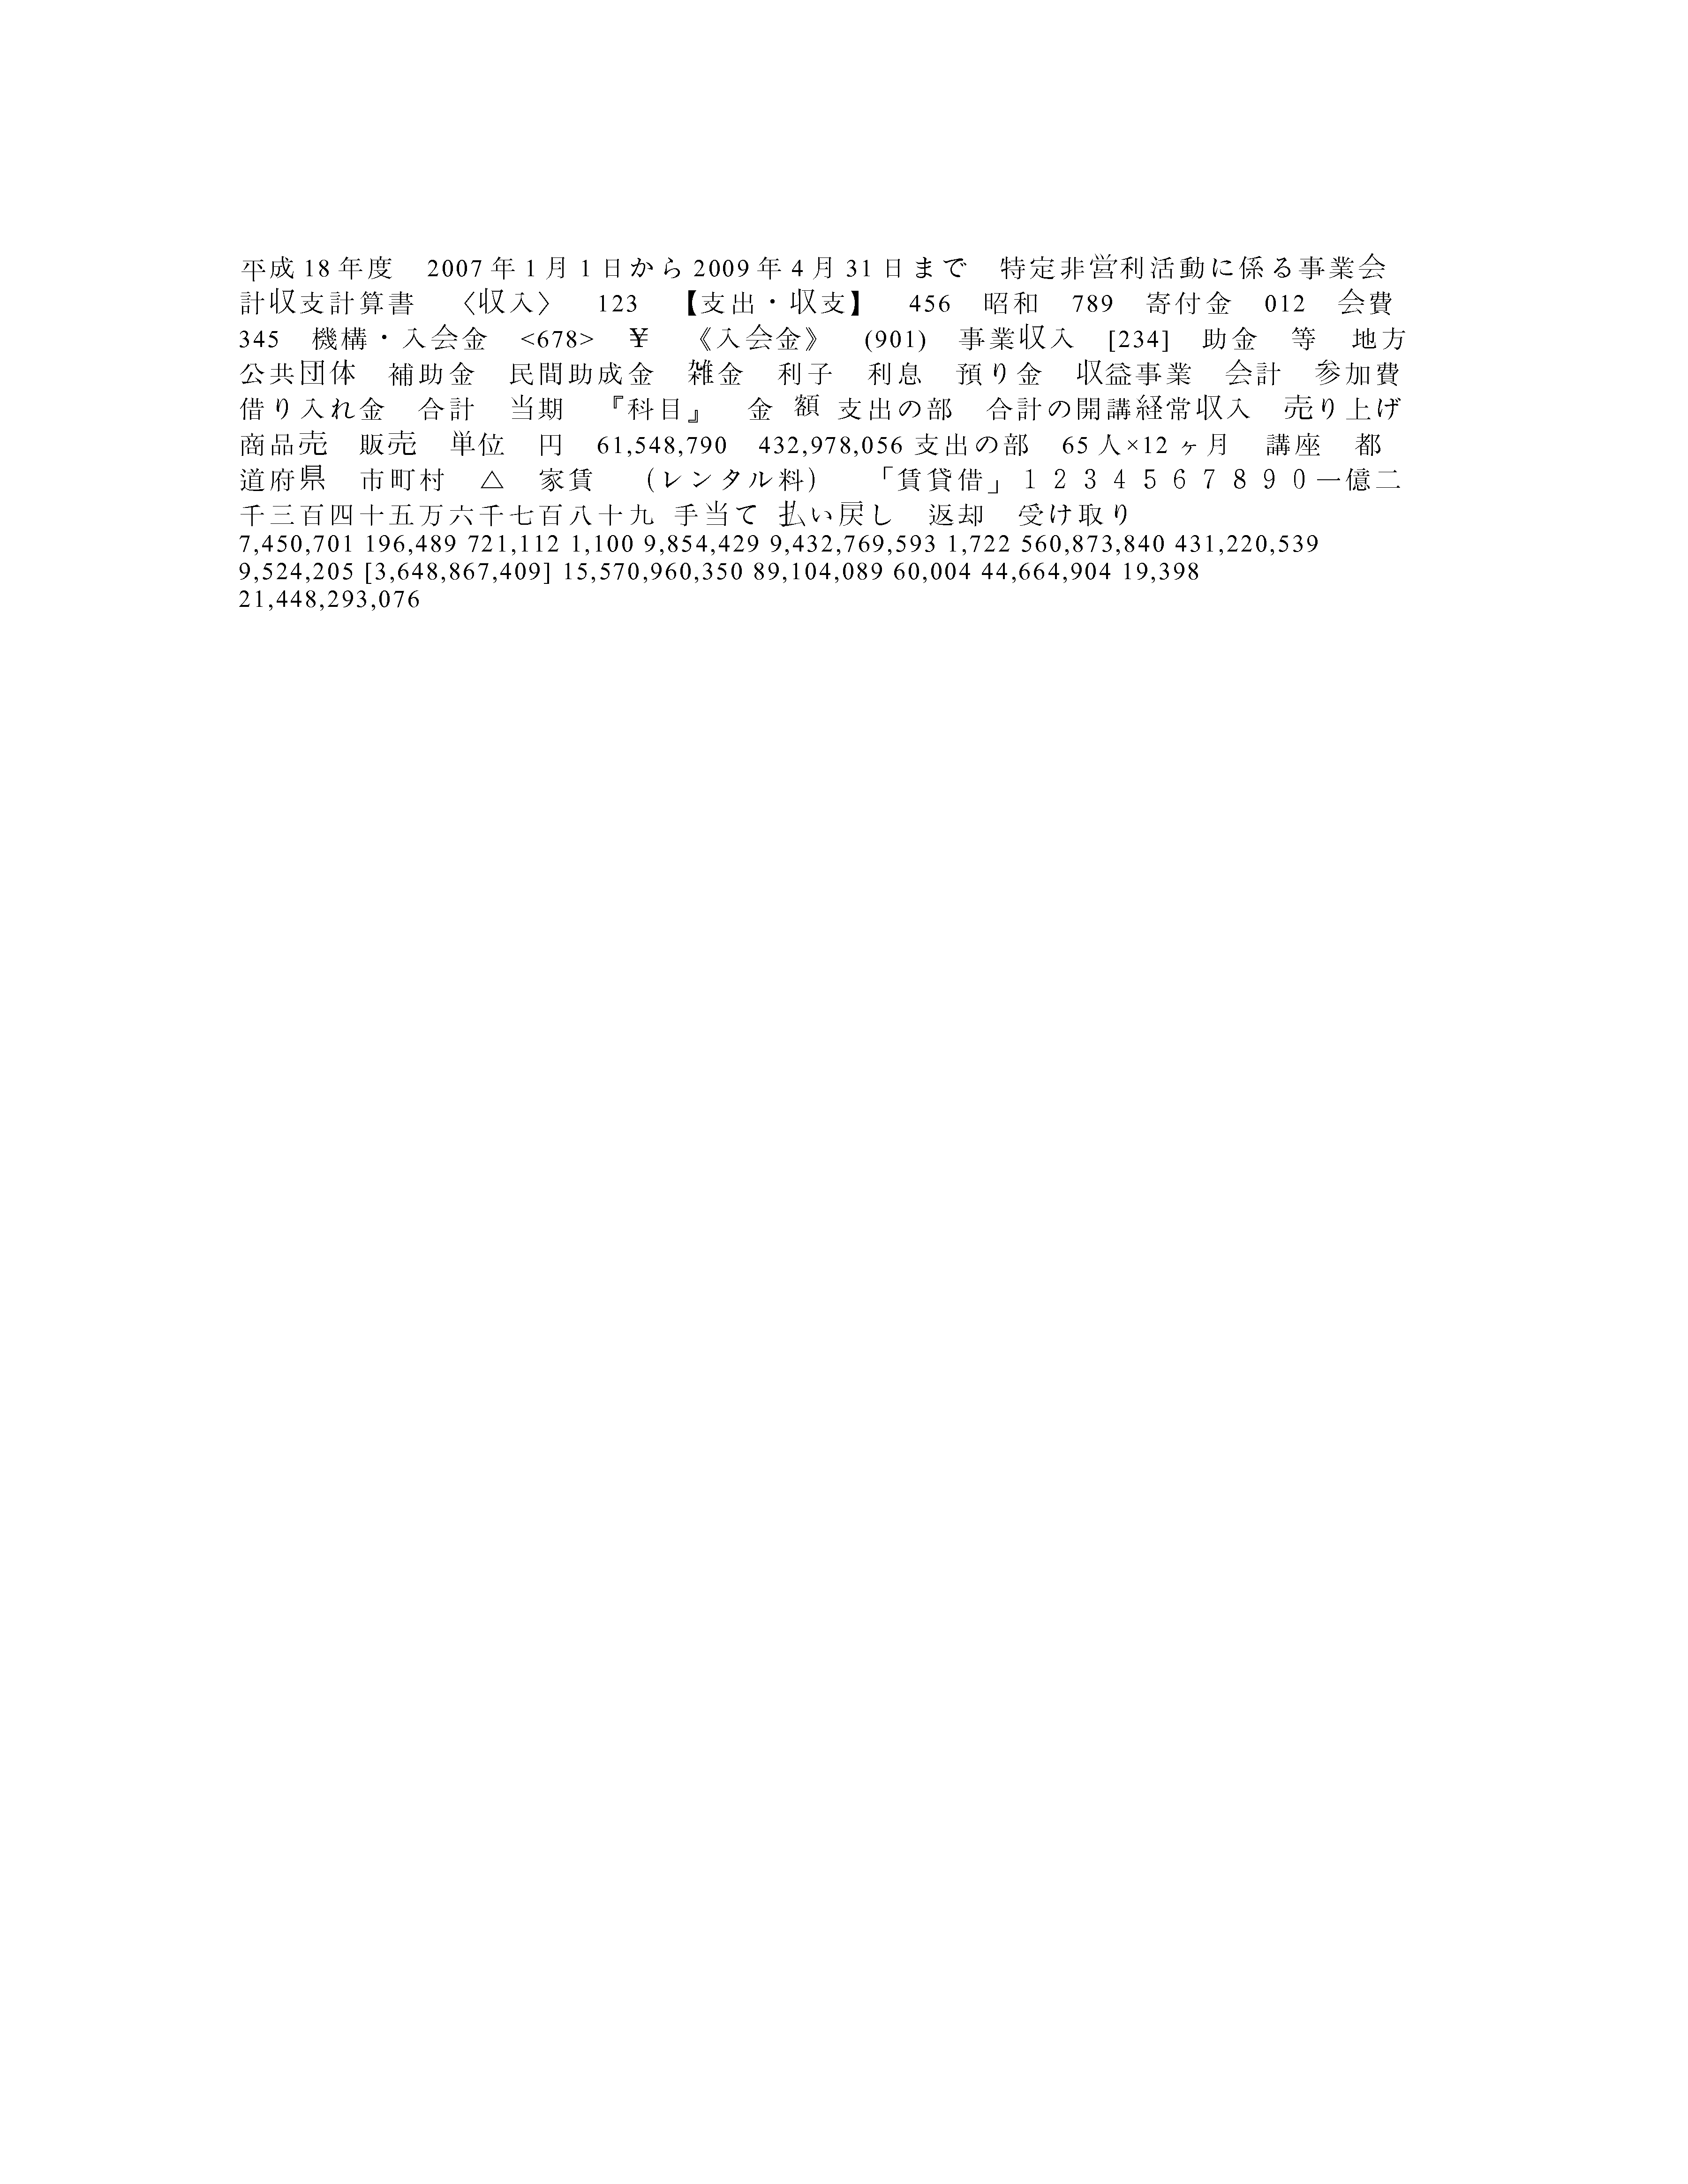 平成 18 年度　2007 年 1 月 1 日から 2009 年 4 月 31 日まで　特定非営利活動に係る事業会
計収支計算書　〈収入〉　123　【支出・収支】　456　昭和　789　寄付金　012　会費
345　機構・入会金　<678>　￥　《入会金》　(901)　事業収入　[234]　助金　等　地方
公共団体　補助金　民間助成金　雑金　利子　利息　預り金　収益事業　会計　参加費
借り入れ金　合計　当期　『科目』　金 額 支出の部　合計の開講経常収入　売り上げ
商品売　販売　単位　円　61,548,790　432,978,056 支出の部　65 人×12 ヶ月　講座　都
道府県　市町村　△　家賃　（レンタル料）　「賃貸借」１２３４５６７８９０一億二
千三百四十五万六千七百八十九 手当て 払い戻し　返却　受け取り
7,450,701 196,489 721,112 1,100 9,854,429 9,432,769,593 1,722 560,873,840 431,220,539
9,524,205 [3,648,867,409] 15,570,960,350 89,104,089 60,004 44,664,904 19,398
21,448,293,076